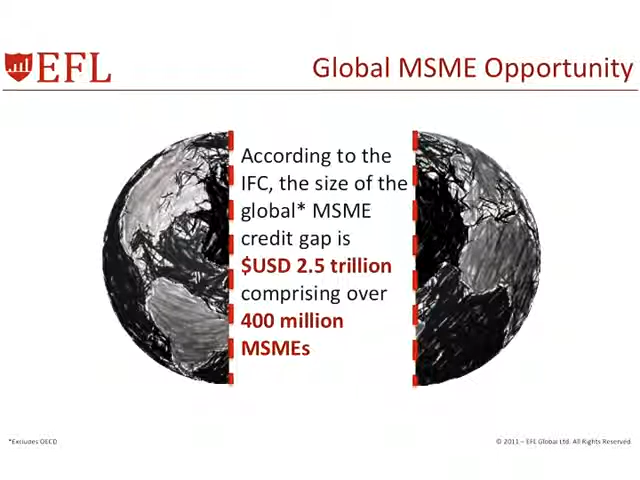 EFL
Global MSME Opportunity
According to the
IFC, the size of the
global* MSME
credit gap is
$USD 2.5 trillion
comprising over
400 million
MSMEs
*Excludes OECD
© 2011 – EFL Global Ltd. All Rights Reserved.